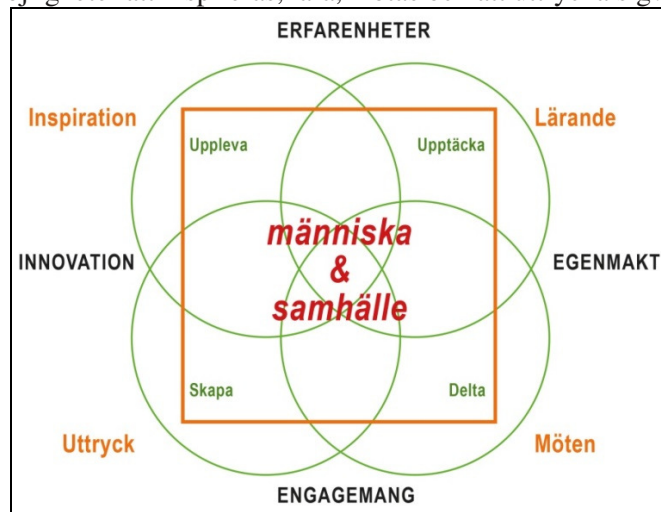 ERFARENHETER
Inspiration
Lärande
Uppleva
Upptäcka
människa
&
samhälle
INNOVATION
EGENMAKT
Skapa
Delta
Uttryck
Möten
ENGAGEMANG